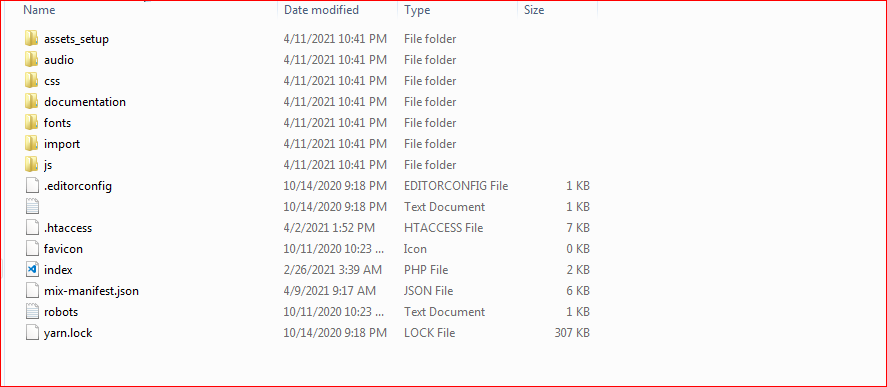 Name Date modified Type Size
assets_setup 4/11/2021 10:41 PM File folder
audio 4/11/2021 10:41 PM File folder
css 4/11/2021 10:41 PM File folder
documentation 4/11/2021 10:41 PM File folder
fonts 4/11/2021 10:41 PM File folder
import 4/11/2021 10:41 PM File folder
js 4/11/2021 10:41 PM File folder
.editorconfig 10/14/2020 9:18 PM EDITORCONFIG File 1 KB
10/14/2020 9:18 PM Text Document 1 KB
.htaccess 4/2/2021 1:52 PM HTACCESS File 7 KB
favicon 10/11/2020 10:23 ... Icon 0 KB
index 2/26/2021 3:39 AM PHP File 2 KB
mix-manifest.json 4/9/2021 9:17 AM JSON File 6 KB
robots 10/11/2020 10:23 ... Text Document 1 KB
yarn.lock 10/14/2020 9:18 PM LOCK File 307 KB